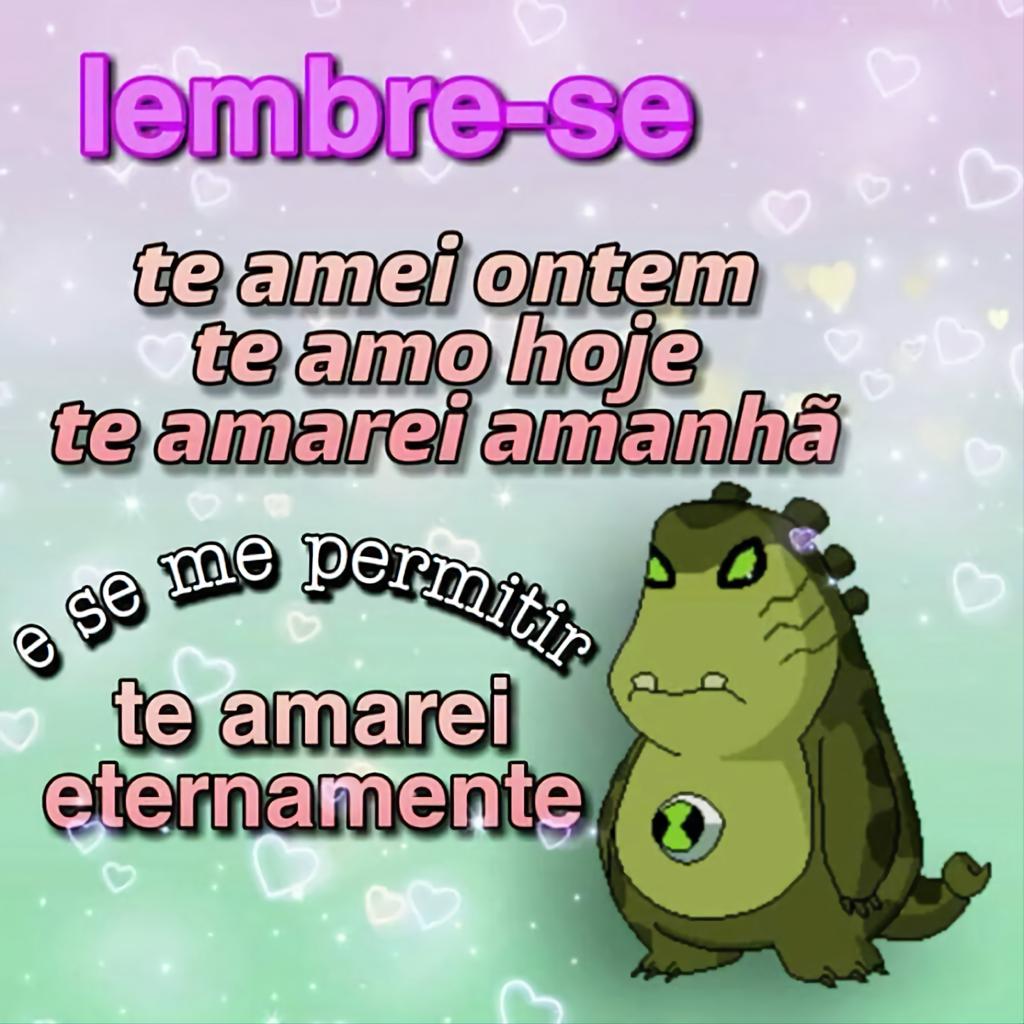 lembre-se
te amei ontem
te amo hoje
te amarei amanhã
e se me permitir
te amarei
eternamente